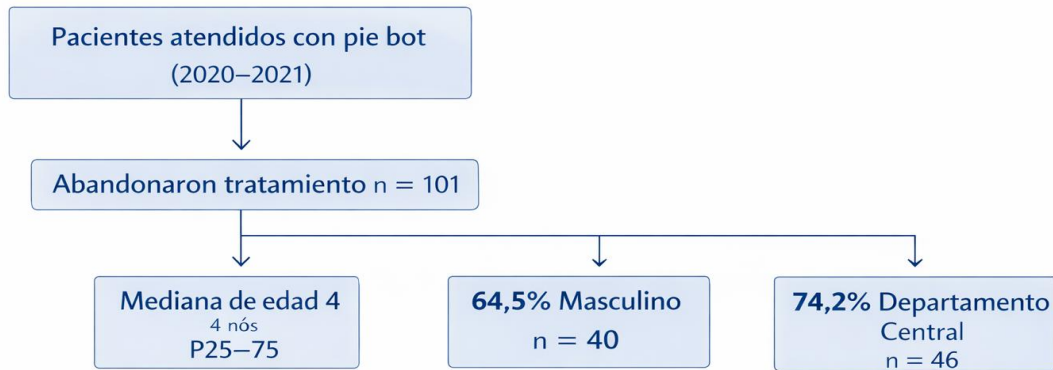 Pacientes atendidos con pie bot
(2020–2021)
Abandonaron tratamiento n = 101
Mediana de edad 4
4 nós
P25–75
64,5% Masculino
n = 40
74,2% Departamento
Central
n = 46